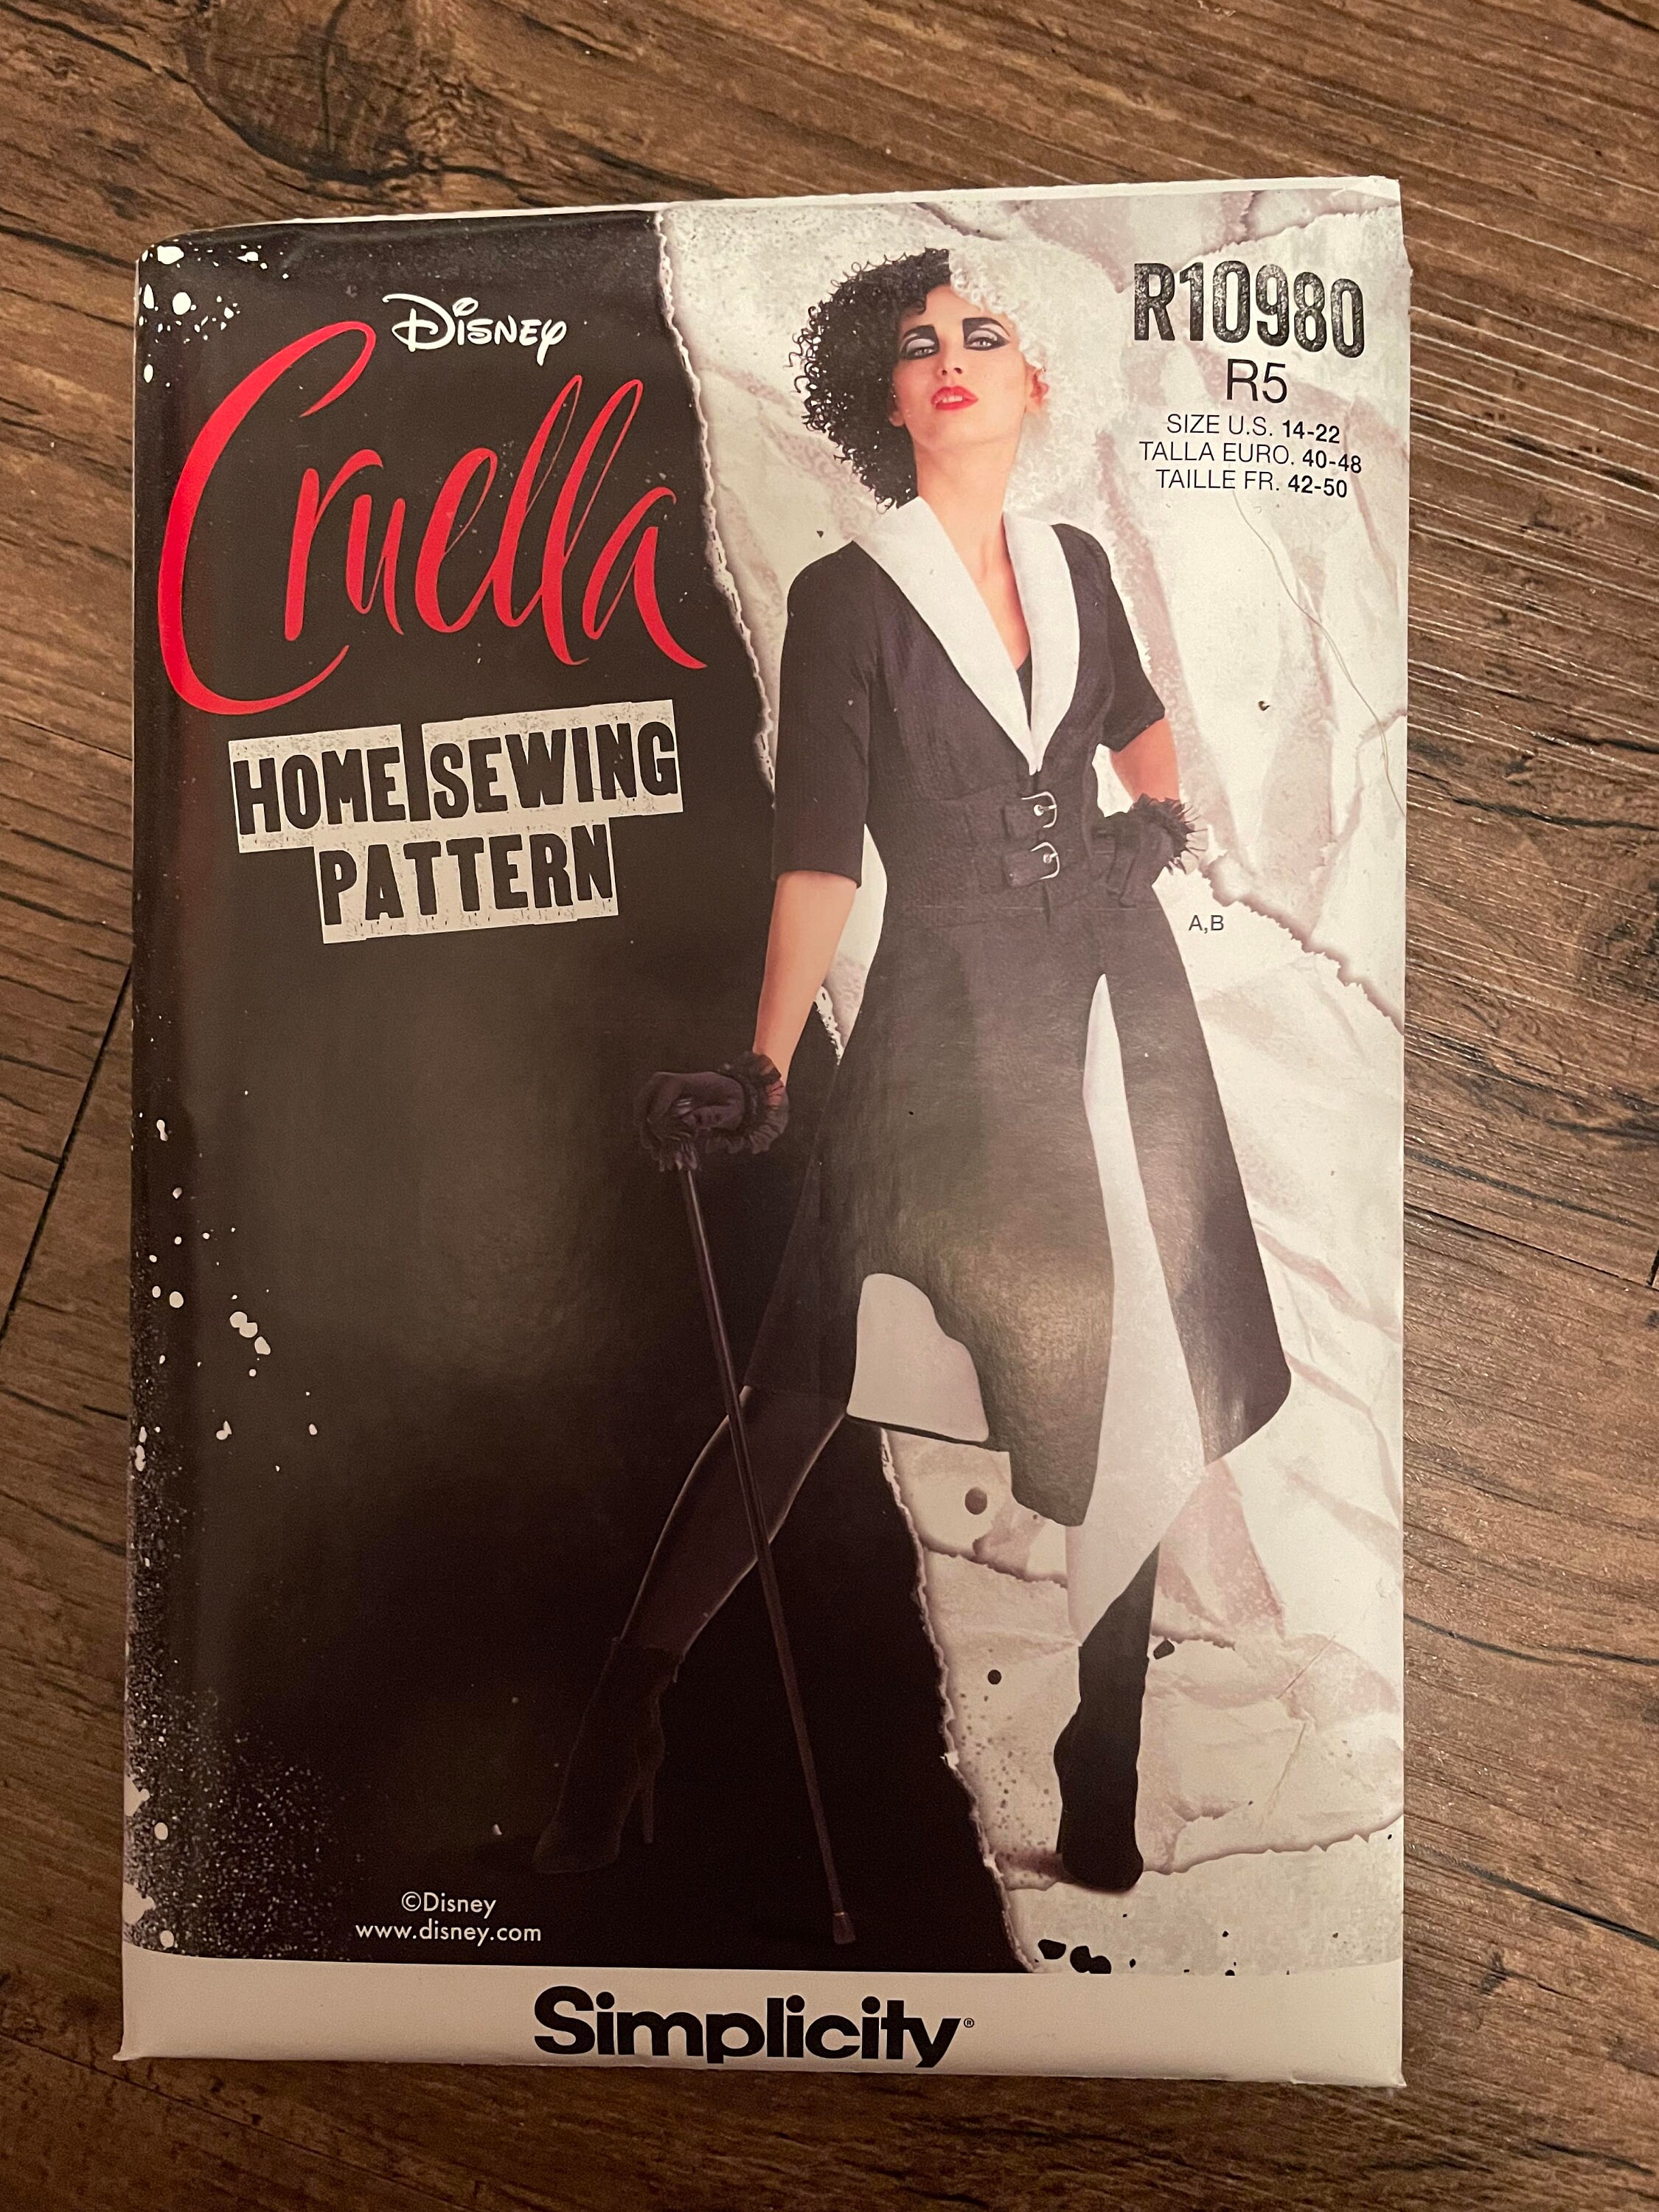 Disney
Cruella
HOME SEWING
PATTERN
R10980
R5
SIZE U.S. 14-22
TALLA EURO. 40-48
TAILLE FR. 42-50
A,B
©Disney
www.disney.com
Simplicity®